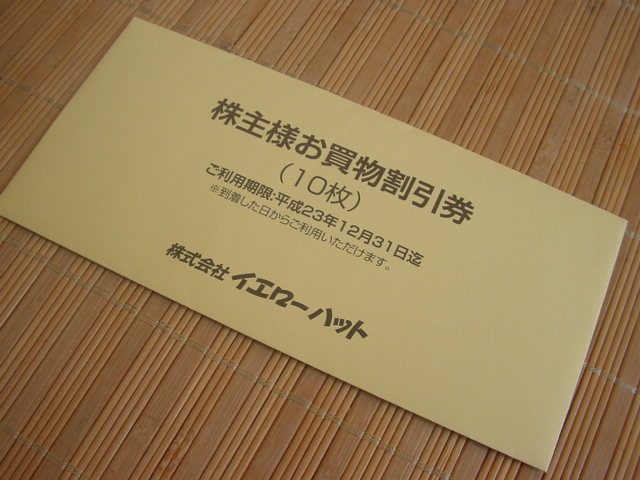 株主様お買物割引券
（10枚）
ご利用期限：平成23年12月31日迄
※到着した日からご利用いただけます。
株式会社 イエローハット